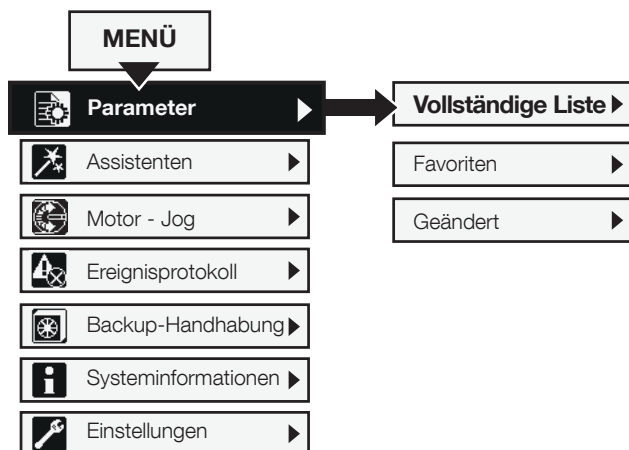 MENÜ
Parameter
Assistenten
Motor - Jog
Ereignisprotokoll
Backup-Handhabung
Systeminformationen
Einstellungen
Vollständige Liste
Favoriten
Geändert